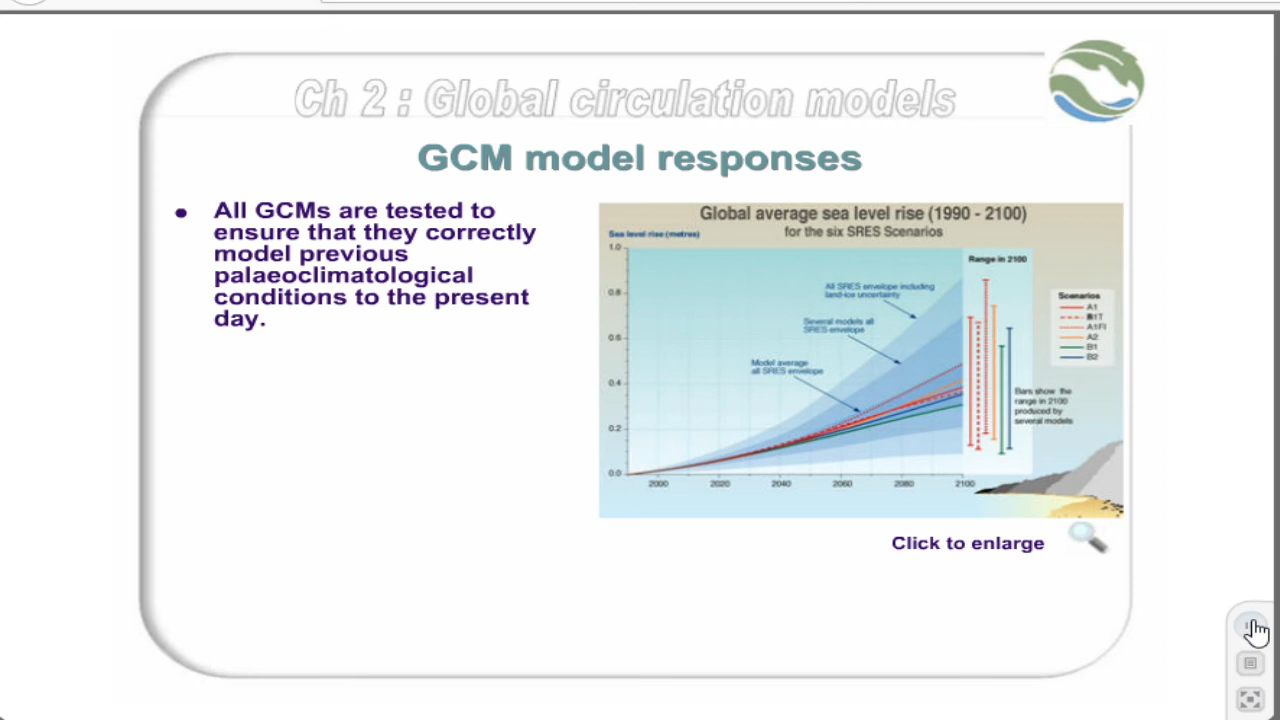 Ch 2 : Global circulation models
GCM model responses
• All GCMs are tested to
ensure that they correctly
model previous
palaeoclimatological
conditions to the present
day.
Global average sea level rise (1990 - 2100)
for the six SRES Scenarios
Sea level rise (metres)
1.0
0.8
0.6
0.4
0.2
0.0
2000
2020
2040
2060
2080
2100
All SRES envelope including
land-ice uncertainty
Several models all
SRES envelope
Model average
all SRES envelope
Range in 2100
Bars show the
range in 2100
produced by
several models
Scenarios
A1
A1FI
A2
B1
B2
Click to enlarge